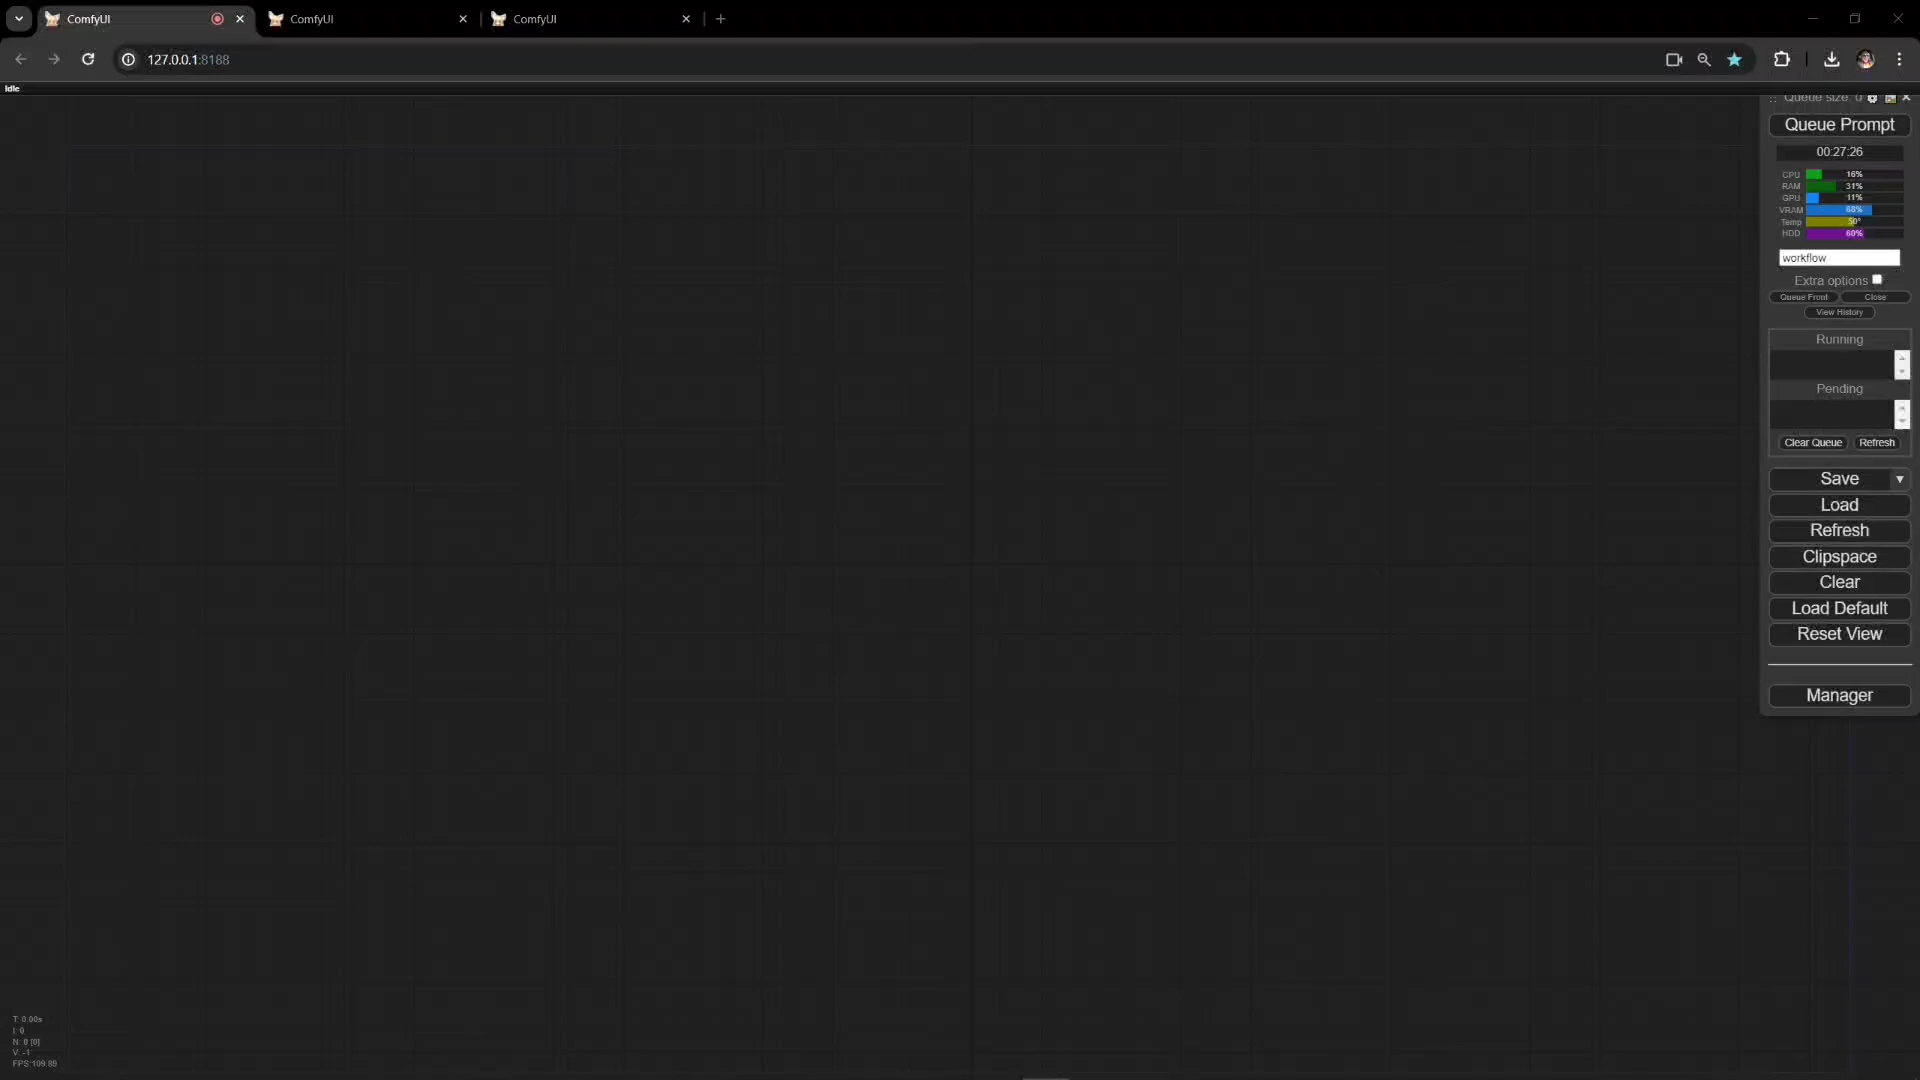 ComfyUI
ComfyUI
ComfyUI
127.0.0.1:8188
Idle
Queue size: 0
Queue Prompt
00:27:26
CPU 16%
RAM 31%
GPU 11%
VRAM 68%
Temp 50°
HDD 60%
workflow
Extra options
Queue Front
Close
View History
Running
Pending
Clear Queue
Refresh
Save
Load
Refresh
Clipspace
Clear
Load Default
Reset View
Manager
T: 0.00s
I: 0
N: 0 [0]
V: -1
FPS:109.89